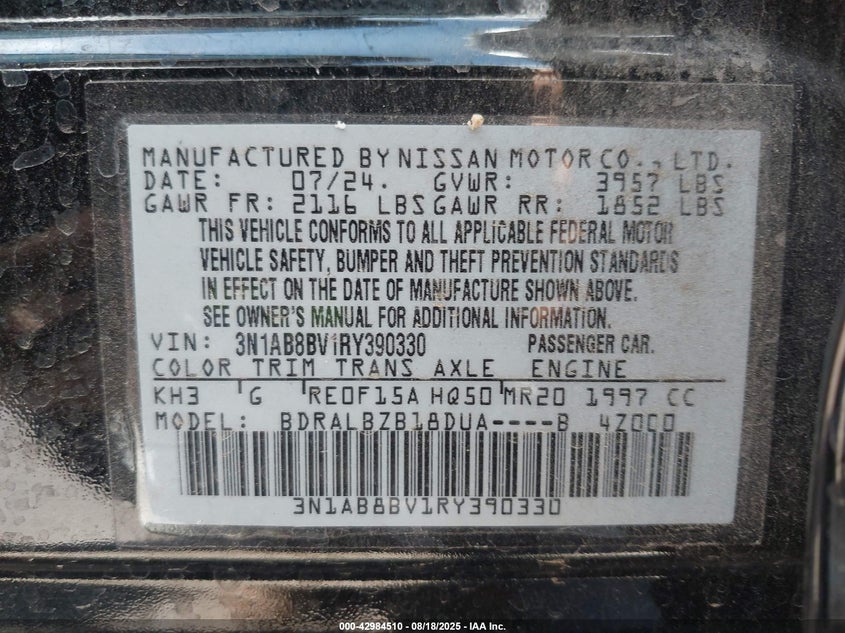 MANUFACTURED BY NISSAN MOTOR CO., LTD.
DATE: 07/24. GVWR: 3957 LBS
GAWR FR: 2116 LBS GAWR RR: 1852 LBS
THIS VEHICLE CONFORMS TO ALL APPLICABLE FEDERAL MOTOR
VEHICLE SAFETY, BUMPER AND THEFT PREVENTION STANDARDS
IN EFFECT ON THE DATE OF MANUFACTURE SHOWN ABOVE.
SEE OWNER'S MANUAL FOR ADDITIONAL INFORMATION.
VIN: 3N1AB8BV1RY390330 PASSENGER CAR.
COLOR TRIM TRANS AXLE ENGINE
KH3 G RE0F15A HQ50 MR20 1997 CC
MODEL: BDRALBZB18DUA----B 4Z0C0
3N1AB8BV1RY390330
000-42984510 - 08/18/2025 - IAA Inc.